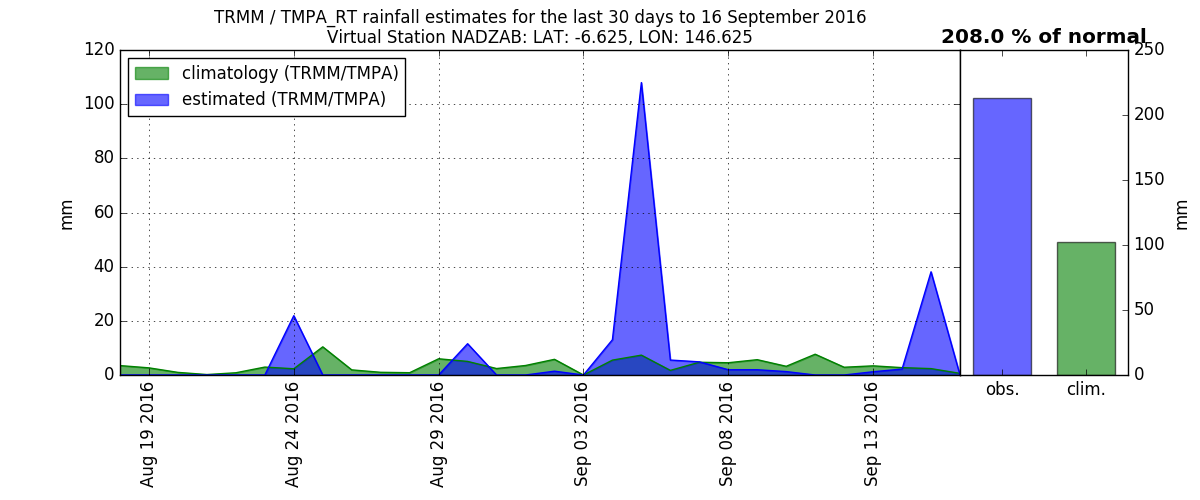 TRMM / TMPA_RT rainfall estimates for the last 30 days to 16 September 2016
Virtual Station NADZAB: LAT: -6.625, LON: 146.625
208.0 % of normal
climatology (TRMM/TMPA)
estimated (TRMM/TMPA)
120
100
80
60
40
20
0
mm
Aug 19 2016
Aug 24 2016
Aug 29 2016
Sep 03 2016
Sep 08 2016
Sep 13 2016
250
200
150
100
50
0
mm
obs.
clim.